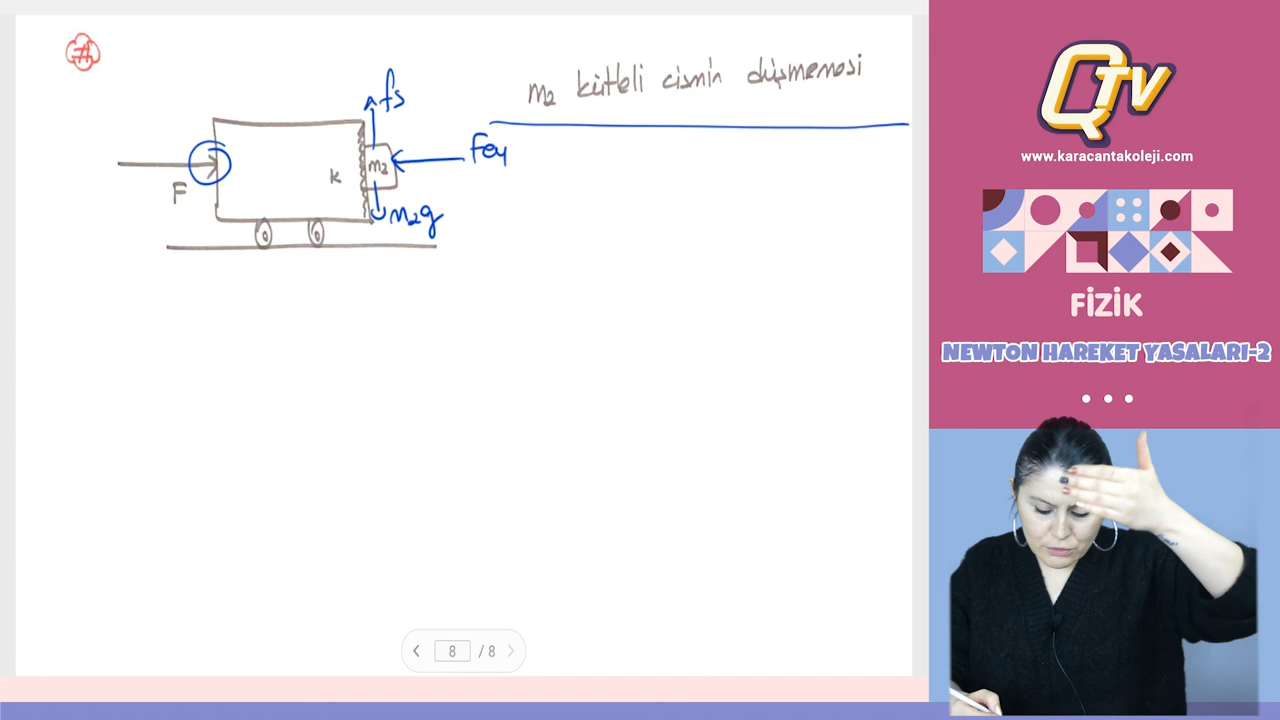 A
m2 kütleli cismin düşmemesi
fs
Fey
m2
k
F
m2g
8 / 8
QTV
www.karacantakoleji.com
FİZİK
NEWTON HAREKET YASALARI-2